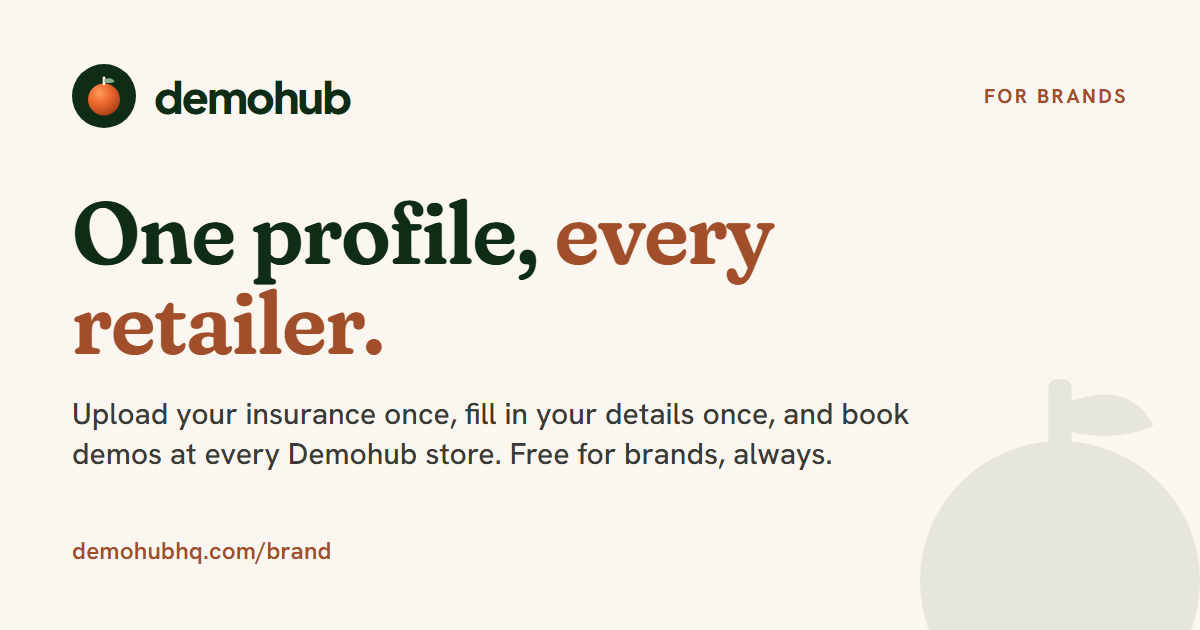 demohub
FOR BRANDS
One profile, every
retailer.
Upload your insurance once, fill in your details once, and book
demos at every Demohub store. Free for brands, always.
demohubhq.com/brand